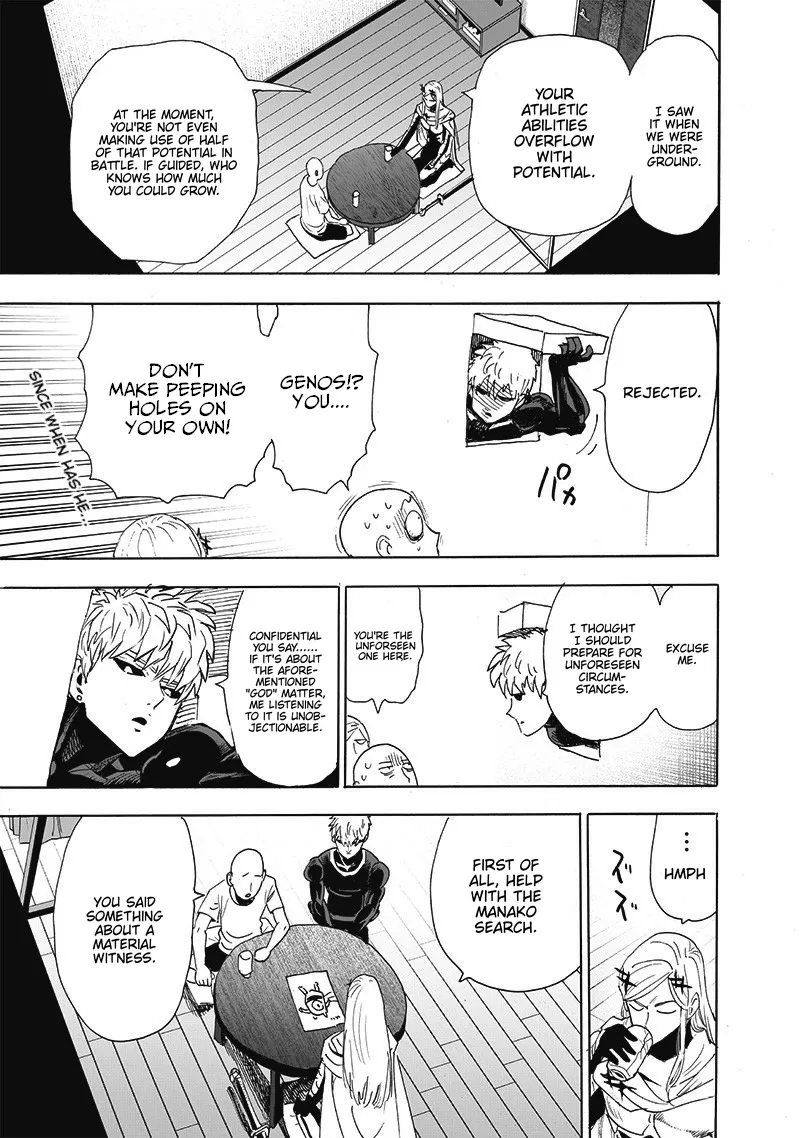 I SAW
IT WHEN
WE WERE
UNDER-
GROUND.
YOUR
ATHLETIC
ABILITIES
OVERFLOW
WITH
POTENTIAL.
AT THE MOMENT,
YOU'RE NOT EVEN
MAKING USE OF HALF
OF THAT POTENTIAL IN
BATTLE. IF GUIDED, WHO
KNOWS HOW MUCH
YOU COULD GROW.
REJECTED.
パカ
GENOS!?
YOU....
DON'T
MAKE PEEPING
HOLES ON
YOUR OWN!
SINCE WHEN HAS HE...
EXCUSE
ME.
I THOUGHT
I SHOULD
PREPARE FOR
UNFORESEEN
CIRCUM-
STANCES.
YOU'RE THE
UNFORSEEN
ONE HERE.
CONFIDENTIAL
YOU SAY......
IF IT'S ABOUT
THE AFORE-
MENTIONED
"GOD" MATTER,
ME LISTENING
TO IT IS UNOB-
JECTIONABLE.
...
HMPH
ズズ
FIRST OF
ALL, HELP
WITH THE
MANAKO
SEARCH.
YOU SAID
SOMETHING
ABOUT A
MATERIAL
WITNESS.